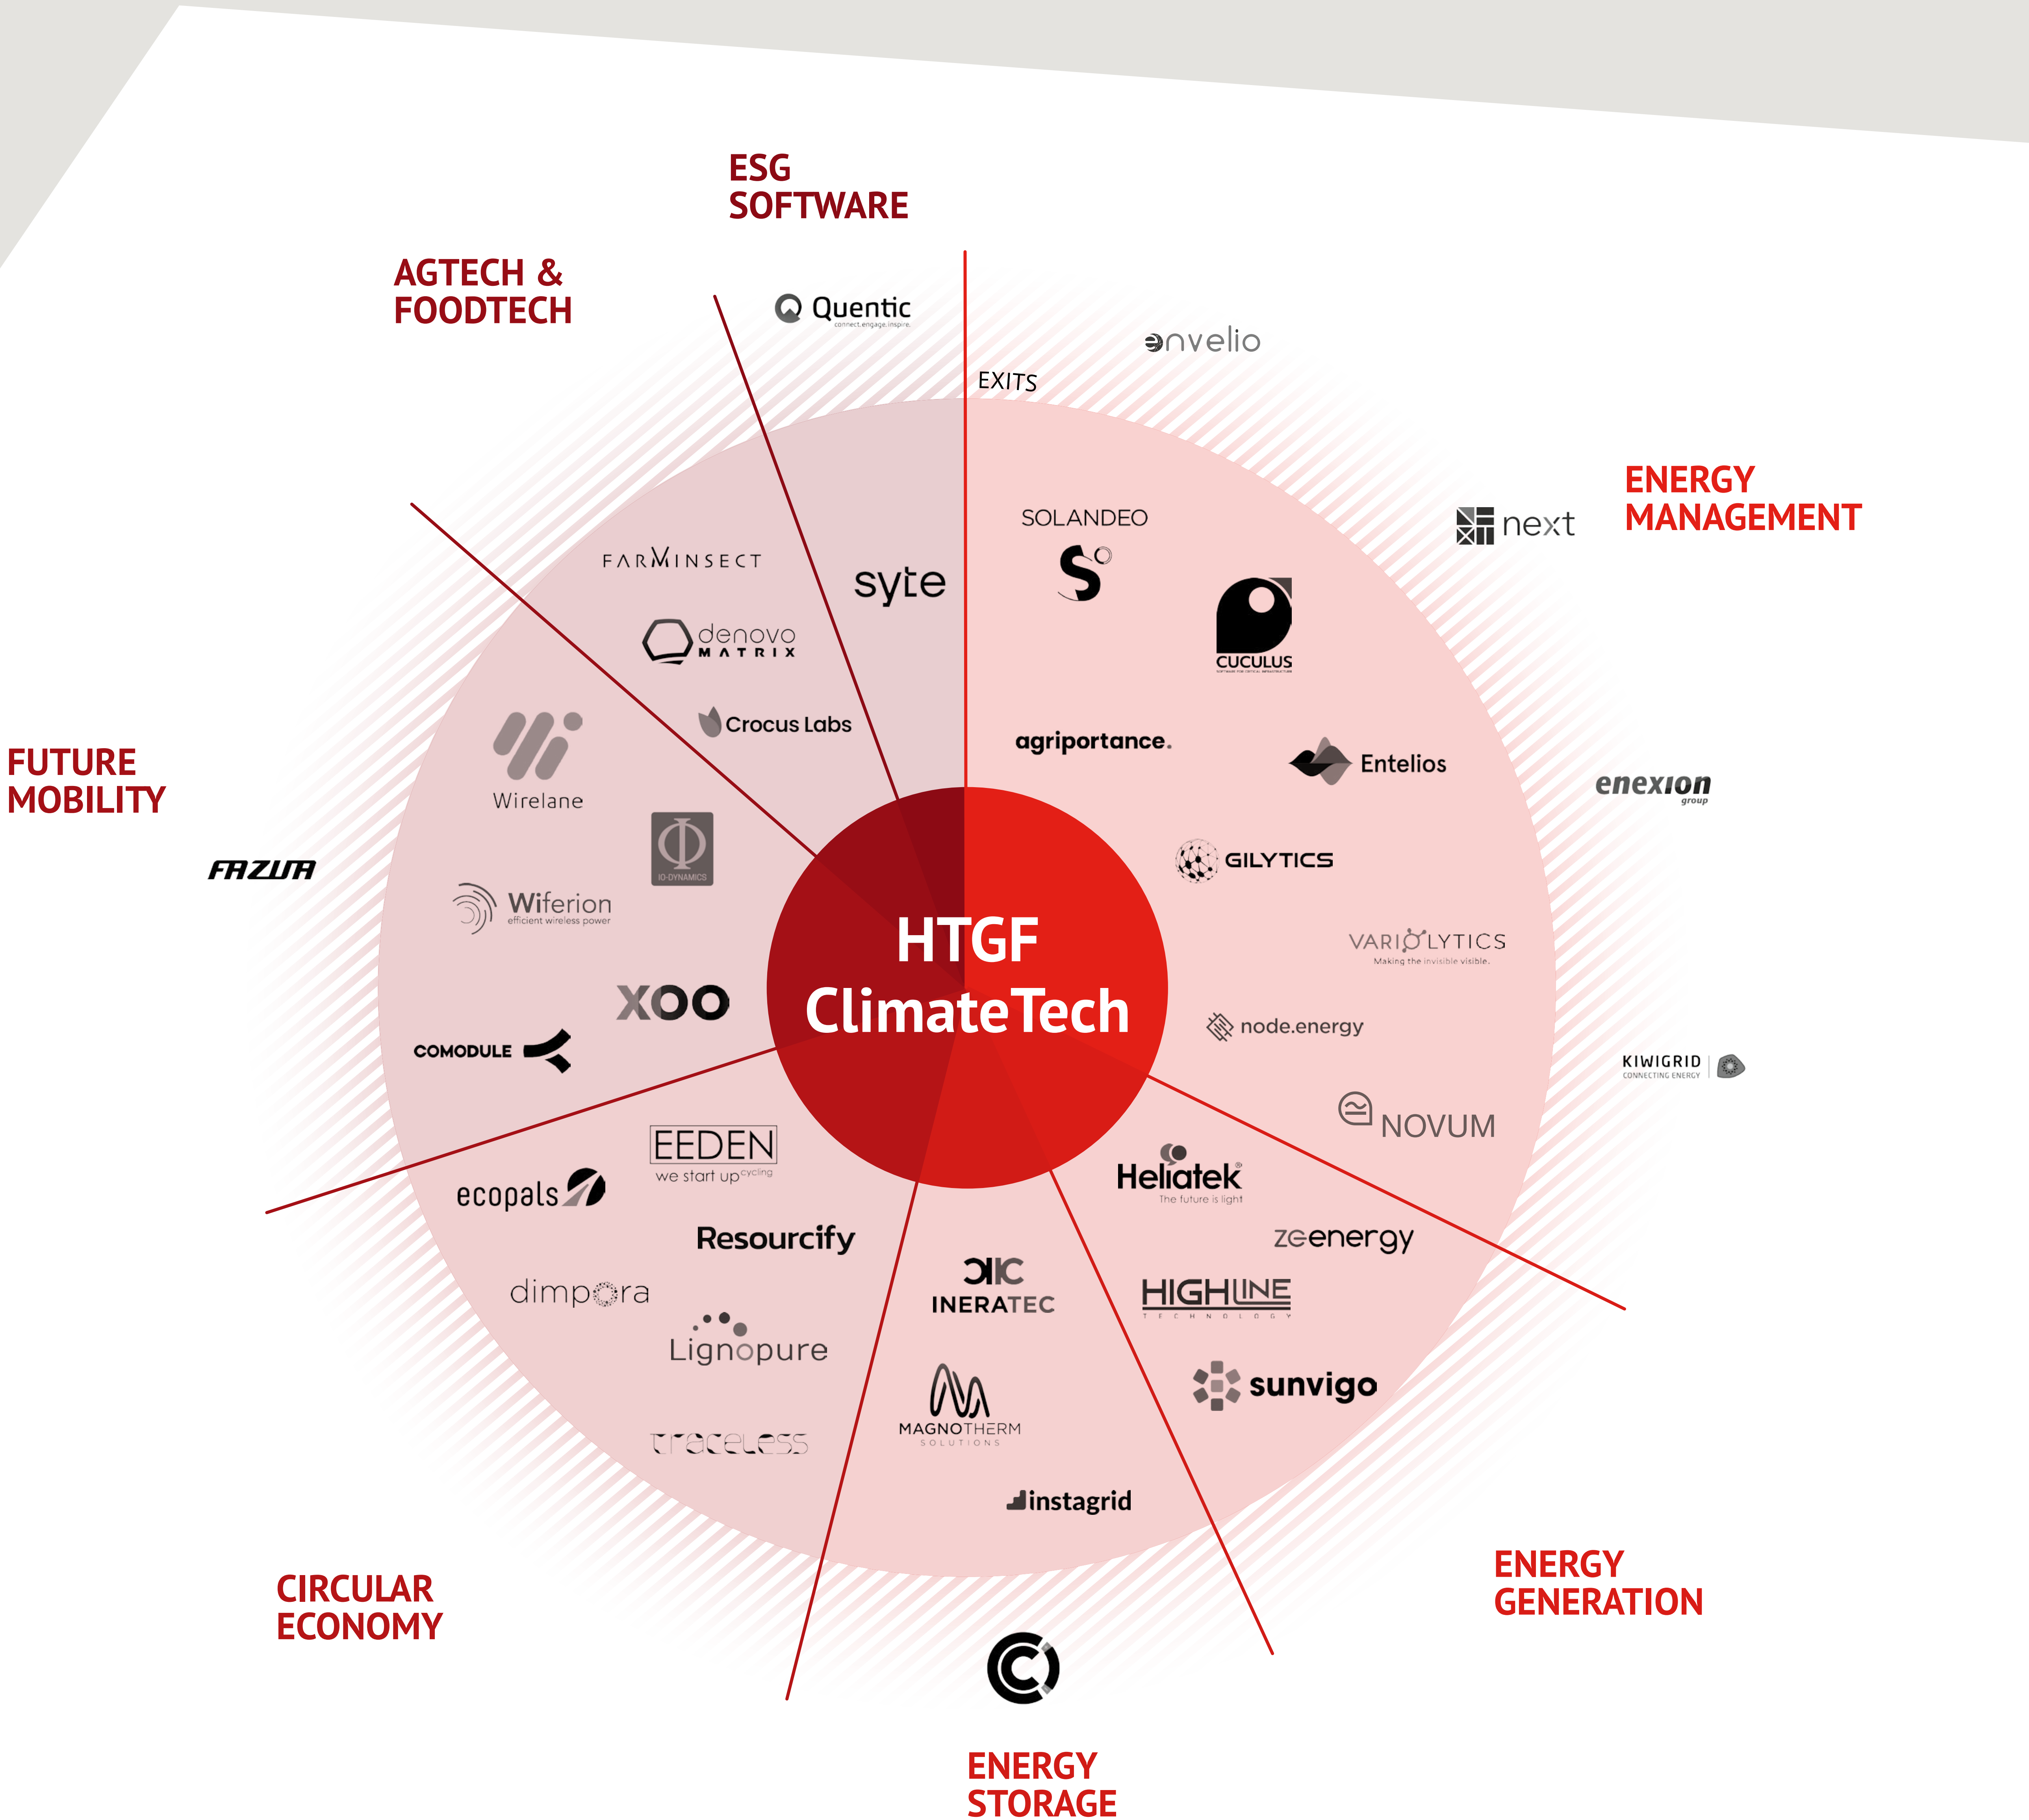 ESG
SOFTWARE
AGTECH &
FOODTECH
Quentic
connect.engage.inspire.
envelio
EXITS
ENERGY
MANAGEMENT
next
SOLANDEO
FARMINSECT
syte
denovo
MATRIX
CUCULUS
SOFTWARE FOR CRITICAL INFRASTRUCTURE
Crocus Labs
agriportance.
Entelios
FUTURE
MOBILITY
Wirelane
enexion
group
FAZUA
IO-DYNAMICS
GILYTICS
Wiferion
efficient wireless power
HTGF
ClimateTech
VARIOLYTICS
Making the invisible visible.
XOO
node.energy
COMODULE
KIWIGRID
CONNECTING ENERGY
NOVUM
EEDEN
we start upcycling
Heliatek®
The future is light
ecopals
Resourcify
zeenergy
dimpora
INERATEC
HIGHLINE
TECHNOLOGY
Lignopure
sunvigo
MAGNOTHERM
SOLUTIONS
traceless
instagrid
CIRCULAR
ECONOMY
ENERGY
GENERATION
ENERGY
STORAGE